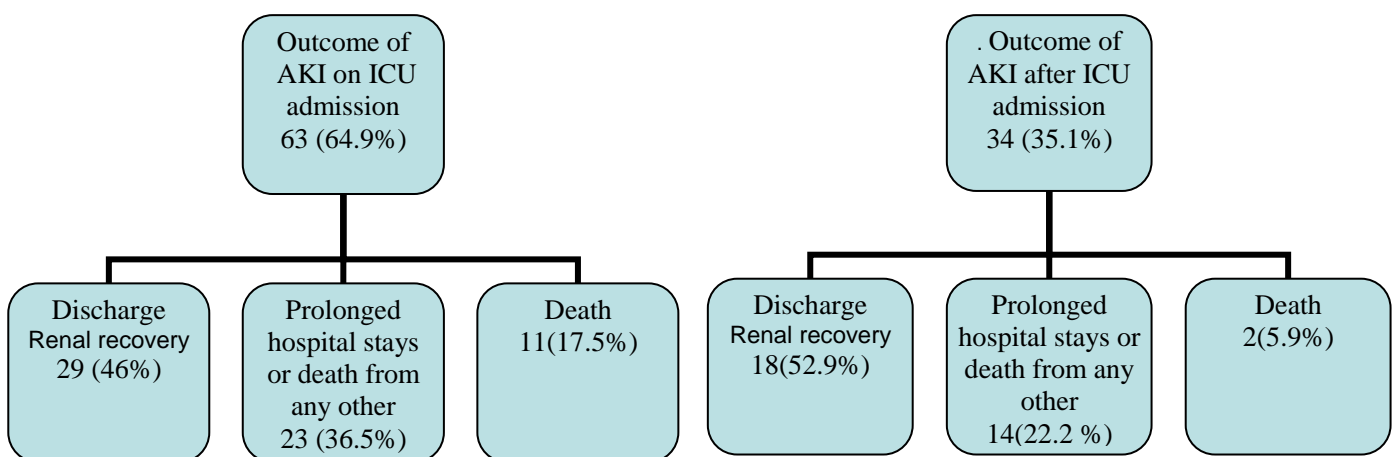 Outcome of
AKI on ICU
admission
63 (64.9%)
. Outcome of
AKI after ICU
admission
34 (35.1%)
Discharge
Renal recovery
29 (46%)
Prolonged
hospital stays
or death from
any other
23 (36.5%)
Death
11(17.5%)
Discharge
Renal recovery
18(52.9%)
Prolonged
hospital stays or
death from any
other
14(22.2 %)
Death
2(5.9%)